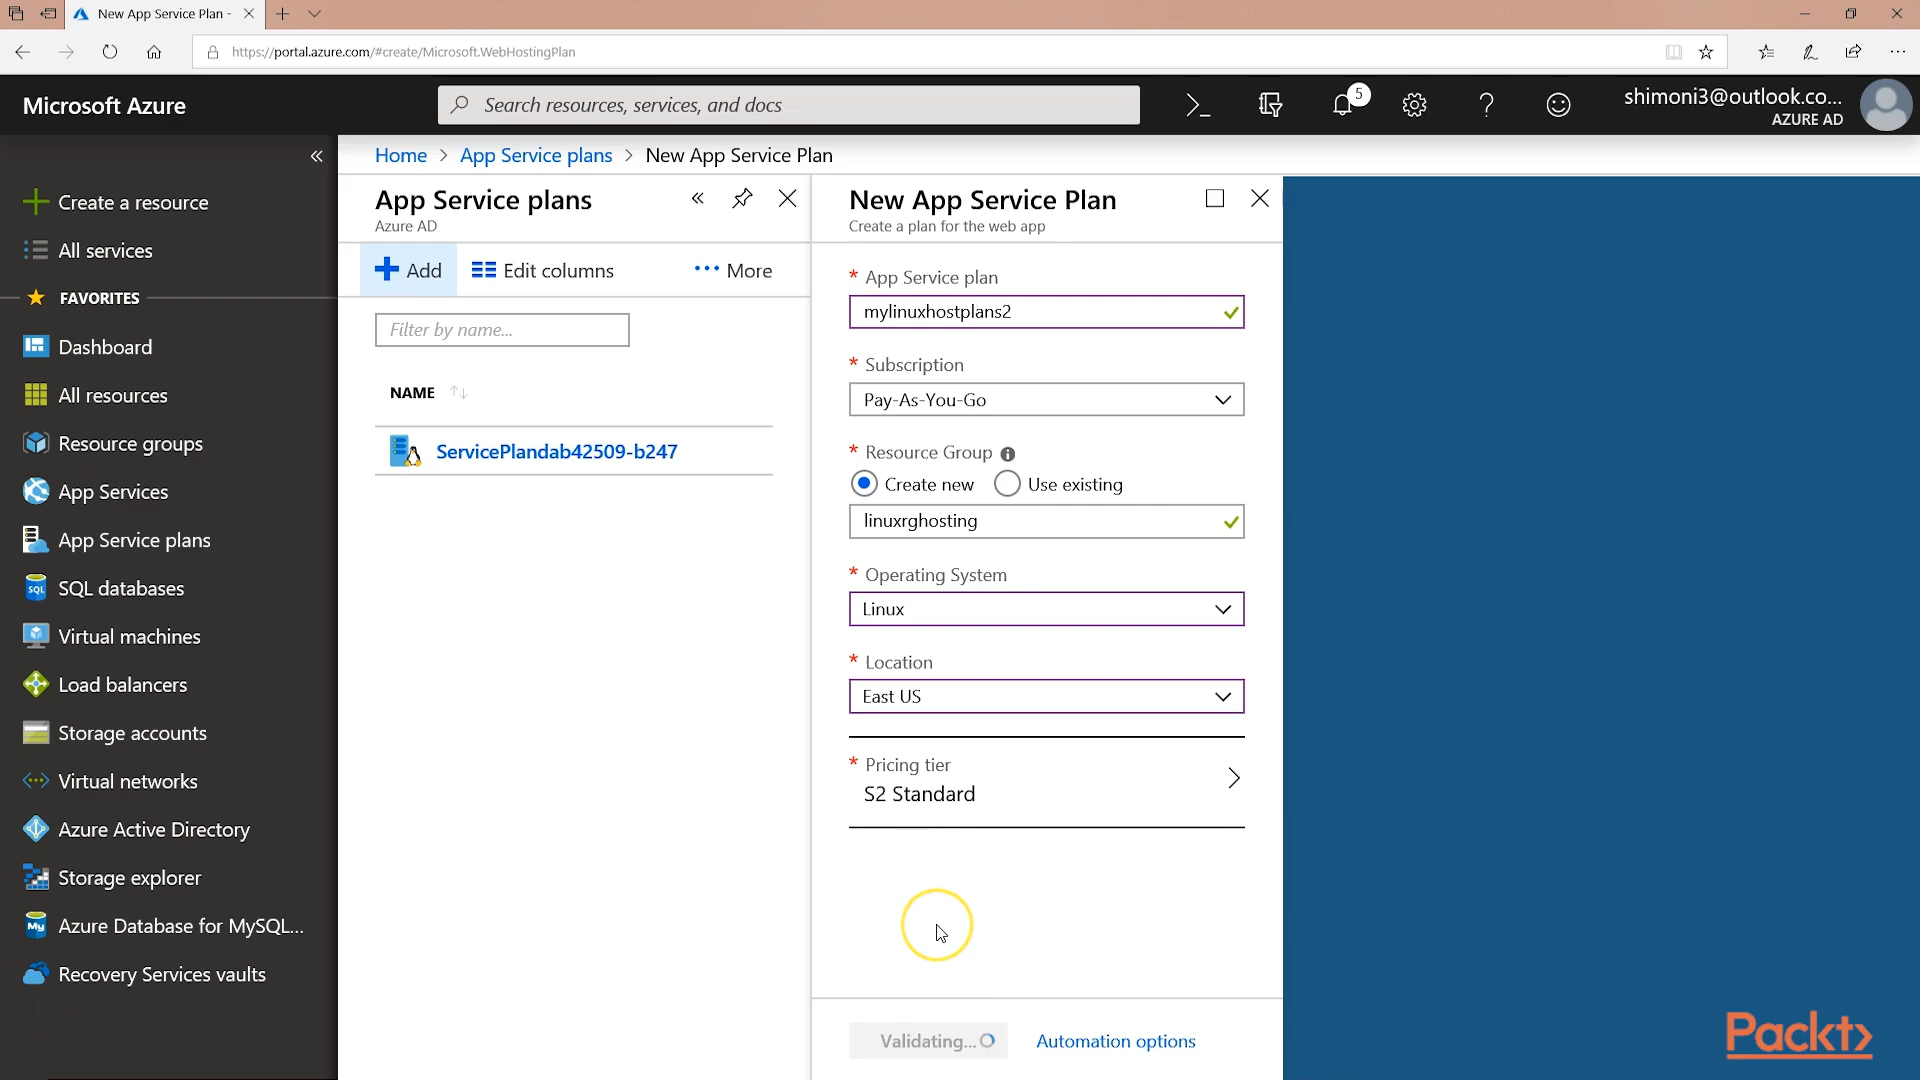 New App Service Plan -
https://portal.azure.com/#create/Microsoft.WebHostingPlan
Microsoft Azure
Search resources, services, and docs
5
shimoni3@outlook.co...
AZURE AD
Create a resource
All services
FAVORITES
Dashboard
All resources
Resource groups
App Services
App Service plans
SQL databases
Virtual machines
Load balancers
Storage accounts
Virtual networks
Azure Active Directory
Storage explorer
Azure Database for MySQL...
Recovery Services vaults
Home > App Service plans > New App Service Plan
App Service plans
Azure AD
Add
Edit columns
More
Filter by name...
NAME
ServicePlandab42509-b247
New App Service Plan
Create a plan for the web app
* App Service plan
mylinuxhostplans2
* Subscription
Pay-As-You-Go
* Resource Group
Create new
Use existing
linuxrghosting
* Operating System
Linux
* Location
East US
* Pricing tier
S2 Standard
Validating...
Automation options
Packt>